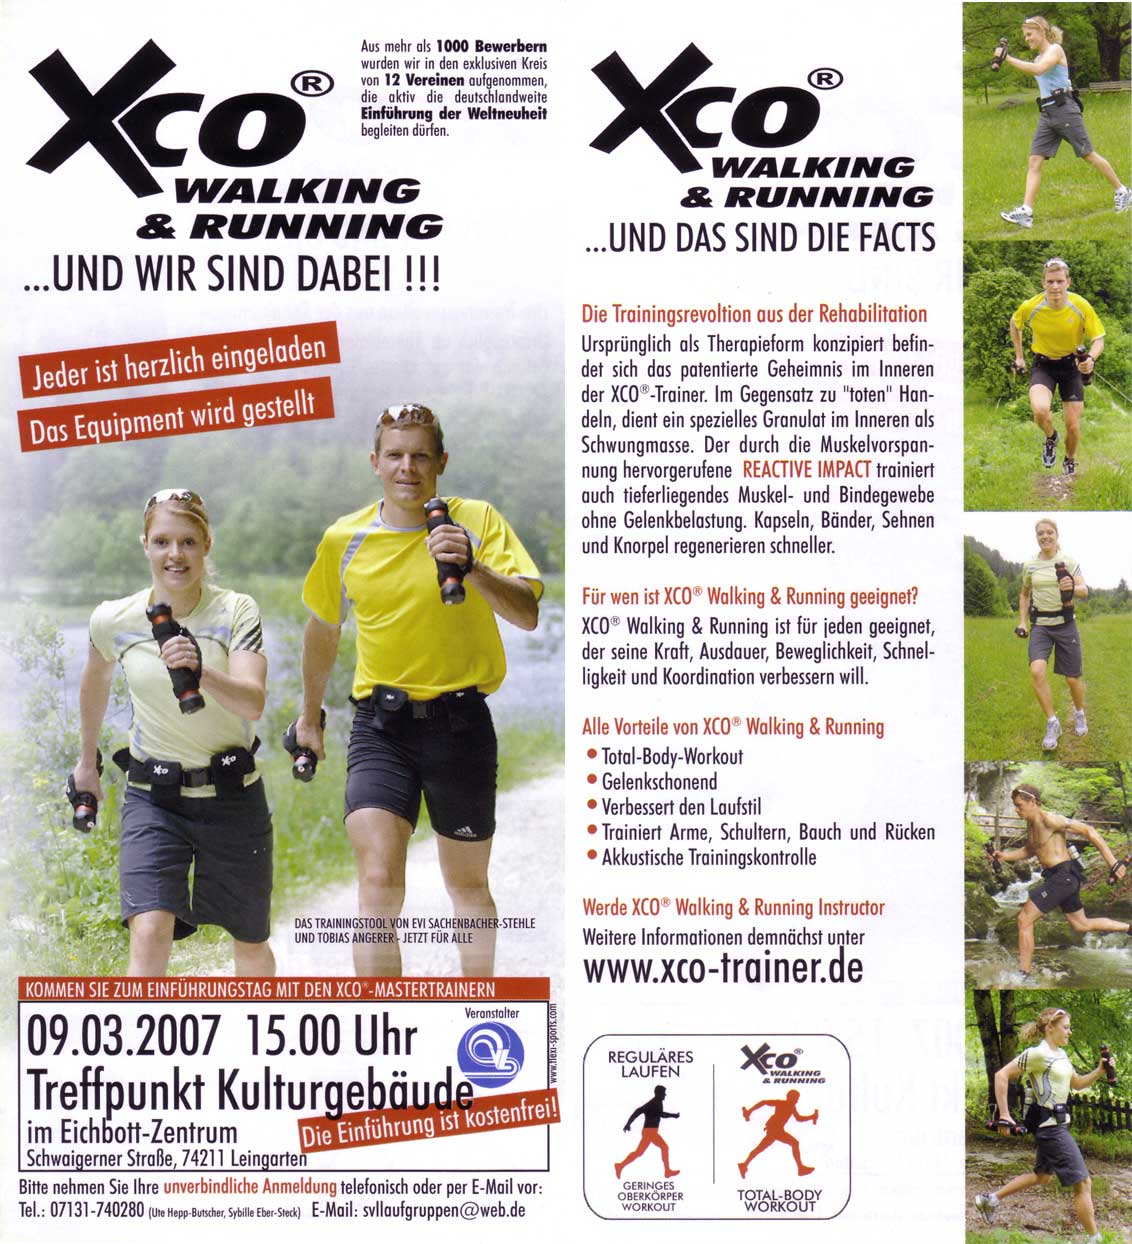 Xco®
WALKING
& RUNNING
...UND WIR SIND DABEI !!!
Aus mehr als 1000 Bewerbern
wurden wir in den exklusiven Kreis
von 12 Vereinen aufgenommen,
die aktiv die deutschlandweite
Einführung der Weltneuheit
begleiten dürfen.
Jeder ist herzlich eingeladen
Das Equipment wird gestellt
xco
adidas
DAS TRAININGSTOOL VON EVI SACHENBACHER-STEHLE
UND TOBIAS ANGERER - JETZT FÜR ALLE
KOMMEN SIE ZUM EINFÜHRUNGSTAG MIT DEN XCO®-MASTERTRAINERN
09.03.2007 15.00 Uhr
Veranstalter
www.flexi-sports.com
Treffpunkt Kulturgebäude
im Eichbott-Zentrum
Die Einführung ist kostenfrei!
Schwaigerner Straße, 74211 Leingarten
Bitte nehmen Sie Ihre unverbindliche Anmeldung telefonisch oder per E-Mail vor:
Tel.: 07131-740280 (Ute Hepp-Butscher, Sybille Eber-Steck) E-Mail: svllaufgruppen@web.de
Xco®
WALKING
& RUNNING
...UND DAS SIND DIE FACTS
Die Trainingsrevoltion aus der Rehabilitation
Ursprünglich als Therapieform konzipiert befin-
det sich das patentierte Geheimnis im Inneren
der XCO®-Trainer. Im Gegensatz zu "toten" Han-
deln, dient ein spezielles Granulat im Inneren als
Schwungmasse. Der durch die Muskelvorspan-
nung hervorgerufene REACTIVE IMPACT trainiert
auch tieferliegendes Muskel- und Bindegewebe
ohne Gelenkbelastung. Kapseln, Bänder, Sehnen
und Knorpel regenerieren schneller.
Für wen ist XCO® Walking & Running geeignet?
XCO® Walking & Running ist für jeden geeignet,
der seine Kraft, Ausdauer, Beweglichkeit, Schnel-
ligkeit und Koordination verbessern will.
Alle Vorteile von XCO® Walking & Running
• Total-Body-Workout
• Gelenkschonend
• Verbessert den Laufstil
• Trainiert Arme, Schultern, Bauch und Rücken
• Akkustische Trainingskontrolle
Werde XCO® Walking & Running Instructor
Weitere Informationen demnächst unter
www.xco-trainer.de
REGULÄRES
LAUFEN
GERINGES
OBERKÖRPER
WORKOUT
Xco®
WALKING
& RUNNING
TOTAL-BODY
WORKOUT